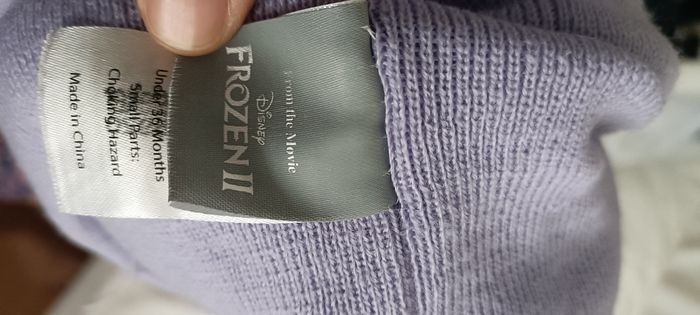 From the Movie
Disney
FROZEN II
Under 36 Months
Small Parts:
Choking Hazard
Made in China